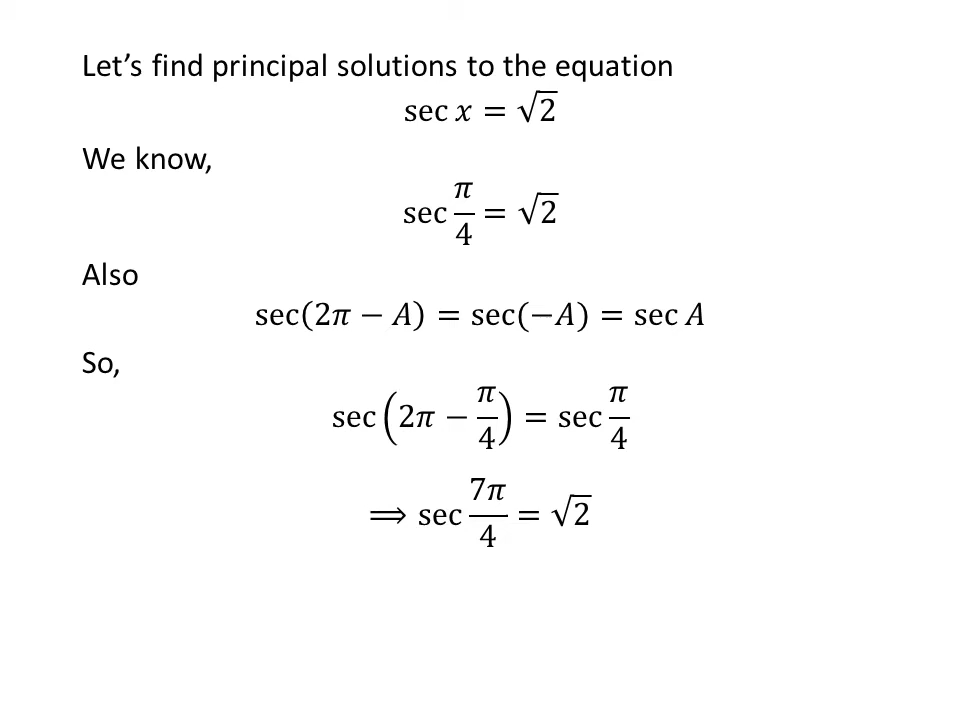 Let’s find principal solutions to the equation
sec 𝑥 = √2
We know,
sec 𝜋/4 = √2
Also
sec(2𝜋 − 𝐴) = sec(−𝐴) = sec 𝐴
So,
sec (2𝜋 − 𝜋/4) = sec 𝜋/4
⟹ sec 7𝜋/4 = √2